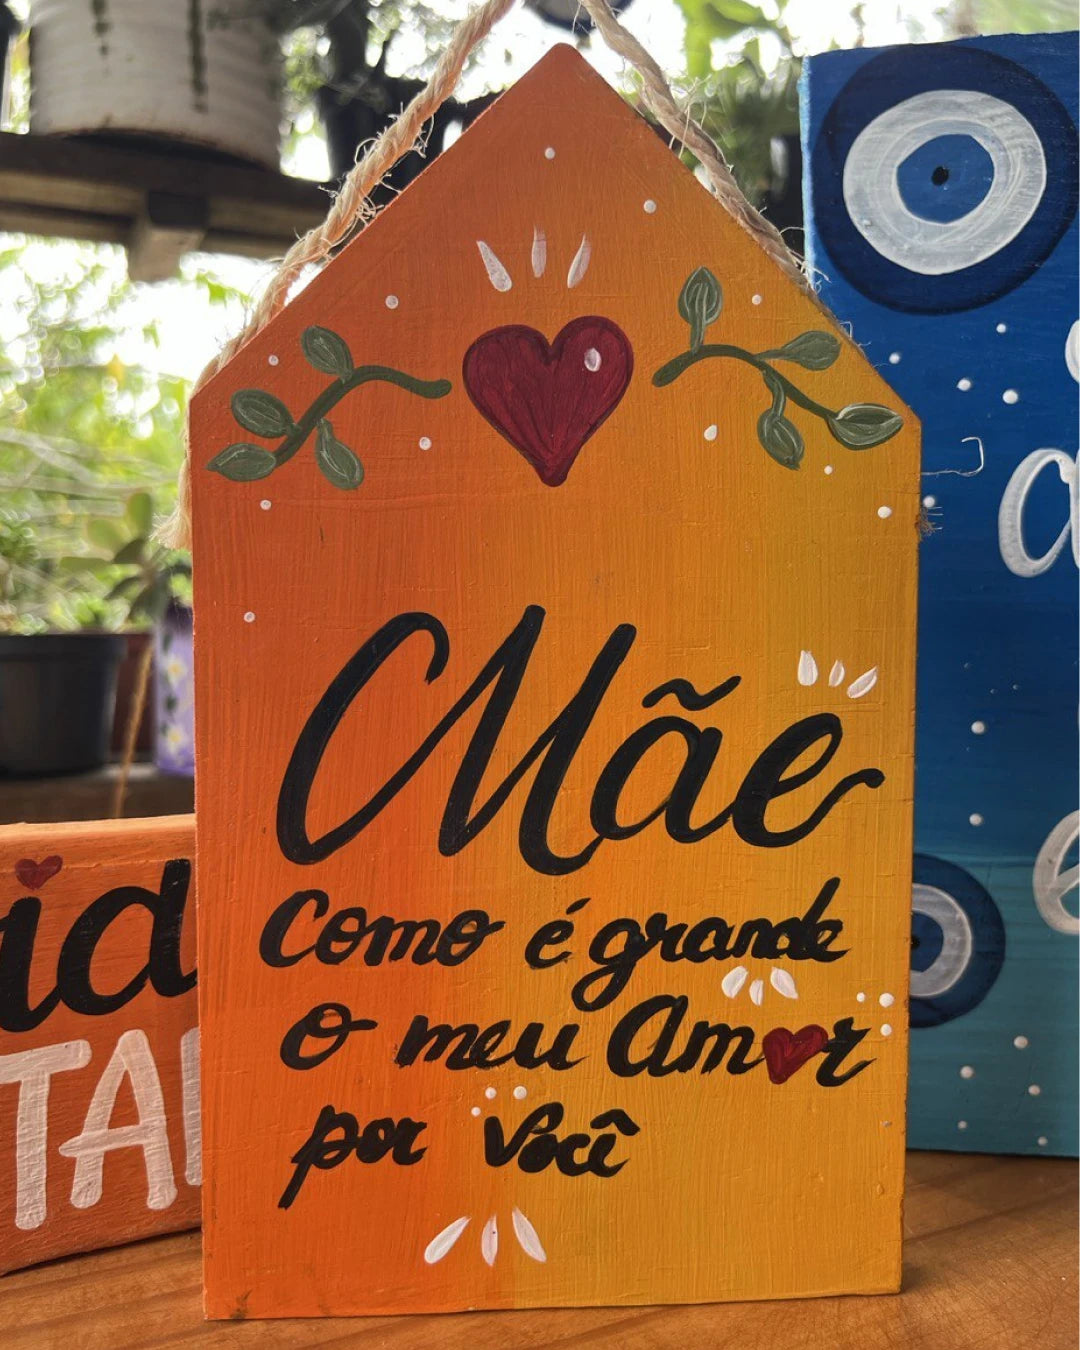 Mãe
Como é grande
o meu Amor
por você